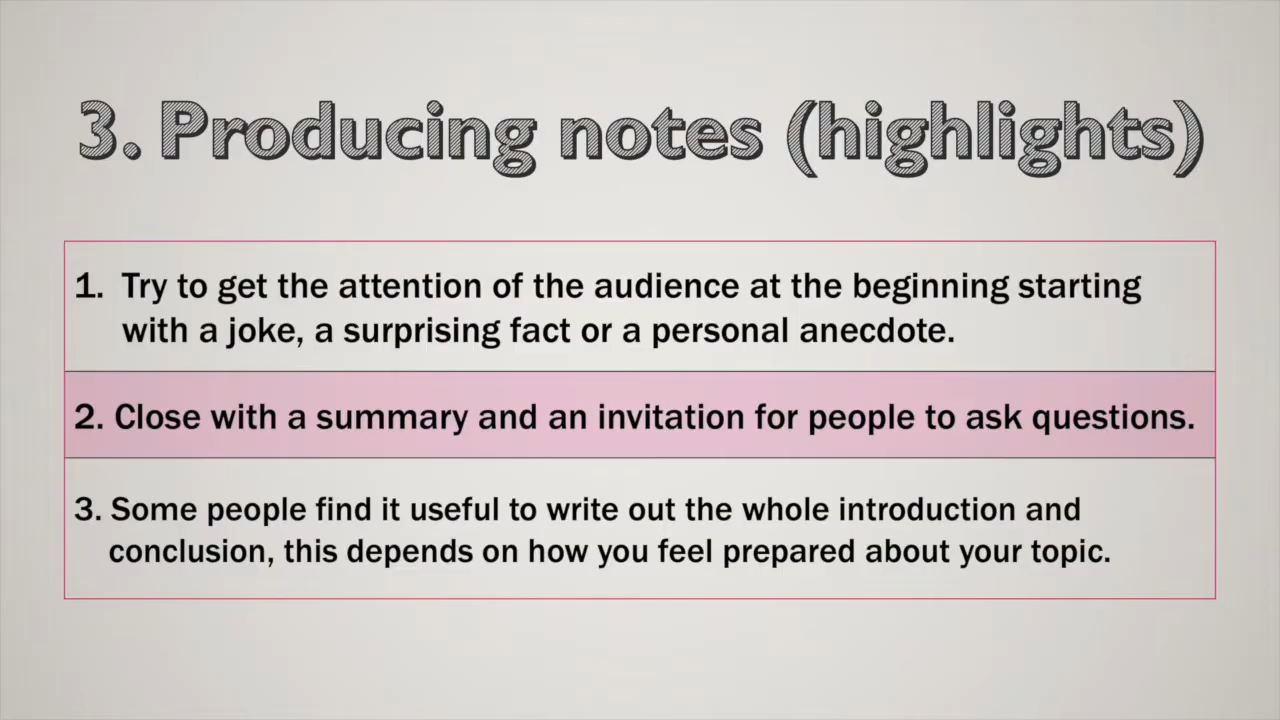 3. Producing notes (highlights)
1. Try to get the attention of the audience at the beginning starting
with a joke, a surprising fact or a personal anecdote.
2. Close with a summary and an invitation for people to ask questions.
3. Some people find it useful to write out the whole introduction and
conclusion, this depends on how you feel prepared about your topic.